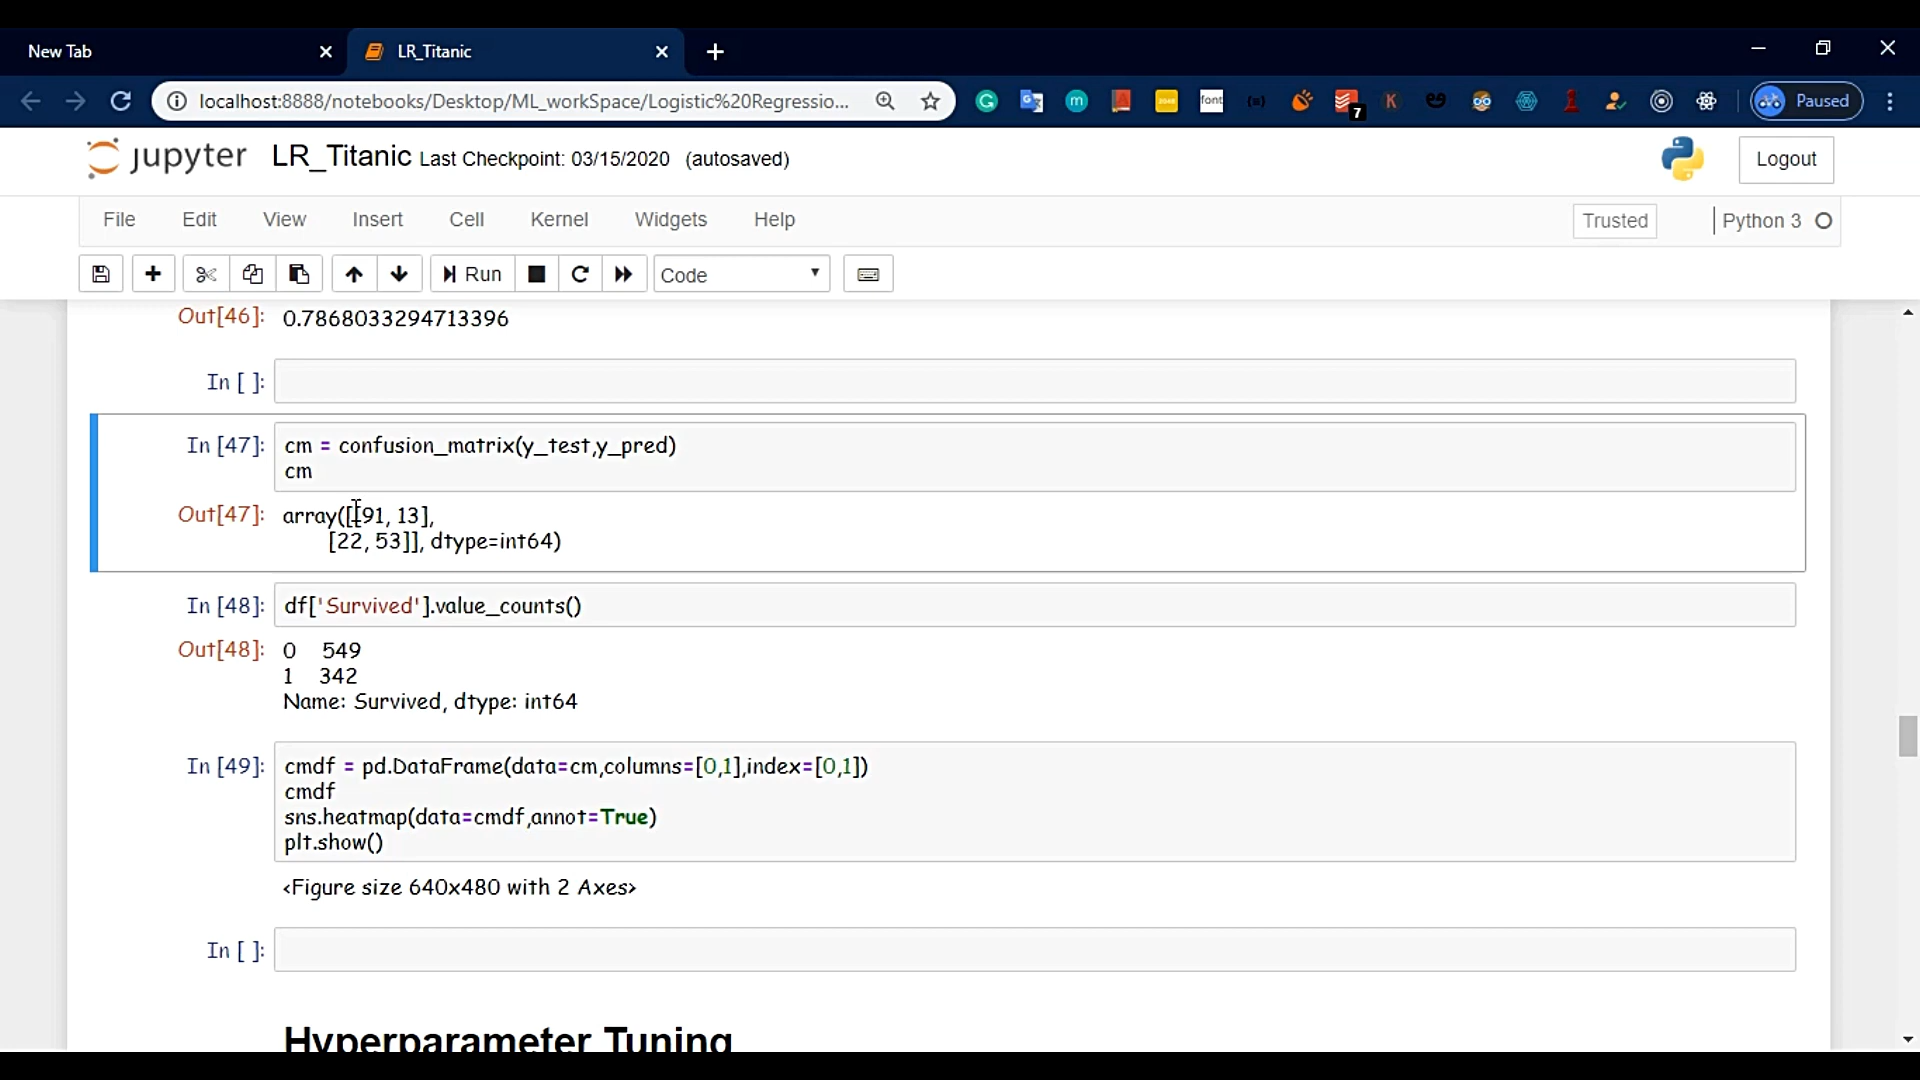 New Tab
LR_Titanic
localhost:8888/notebooks/Desktop/ML_workSpace/Logistic%20Regressio...
font
7
K
Paused
jupyter LR_Titanic Last Checkpoint: 03/15/2020 (autosaved)
Logout
File Edit View Insert Cell Kernel Widgets Help
Trusted
Python 3
Run
Code
Out[46]: 0.7868033294713396
In [ ]:
In [47]: cm = confusion_matrix(y_test,y_pred)
cm
Out[47]: array([[91, 13],
[22, 53]], dtype=int64)
In [48]: df['Survived'].value_counts()
Out[48]: 0 549
1 342
Name: Survived, dtype: int64
In [49]: cmdf = pd.DataFrame(data=cm,columns=[0,1],index=[0,1])
cmdf
sns.heatmap(data=cmdf,annot=True)
plt.show()
<Figure size 640x480 with 2 Axes>
In [ ]:
Hyperparameter Tuning